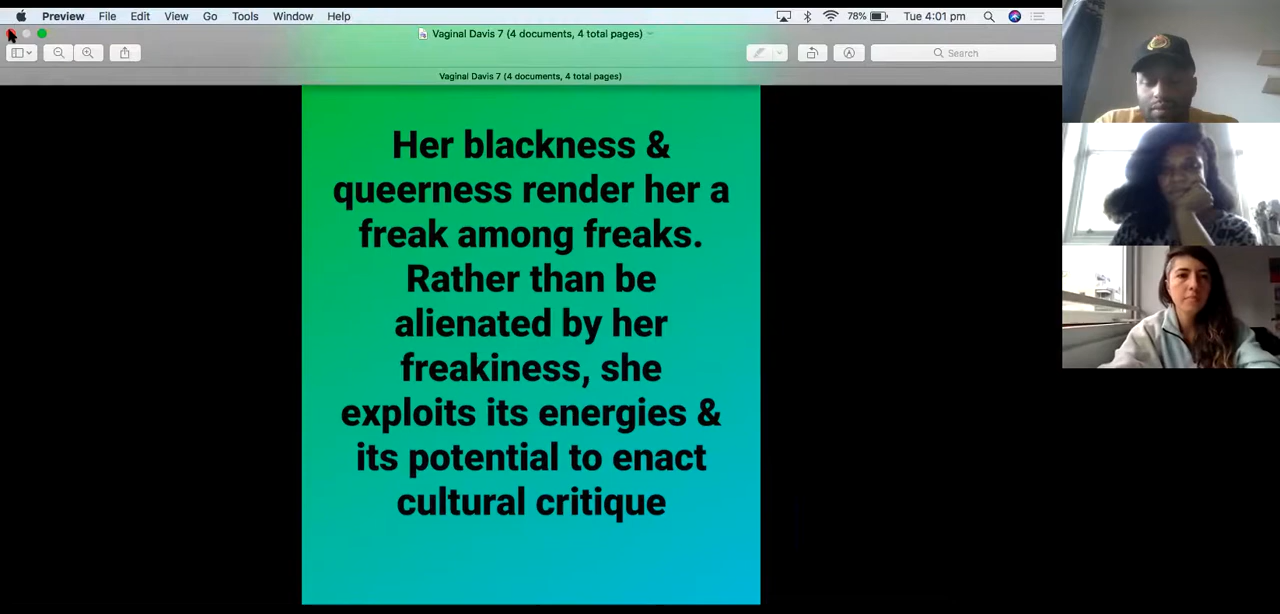 Preview File Edit View Go Tools Window Help 78% Tue 4:01 pm
Vaginal Davis 7 (4 documents, 4 total pages)
Search
Vaginal Davis 7 (4 documents, 4 total pages)
Her blackness &
queerness render her a
freak among freaks.
Rather than be
alienated by her
freakiness, she
exploits its energies &
its potential to enact
cultural critique